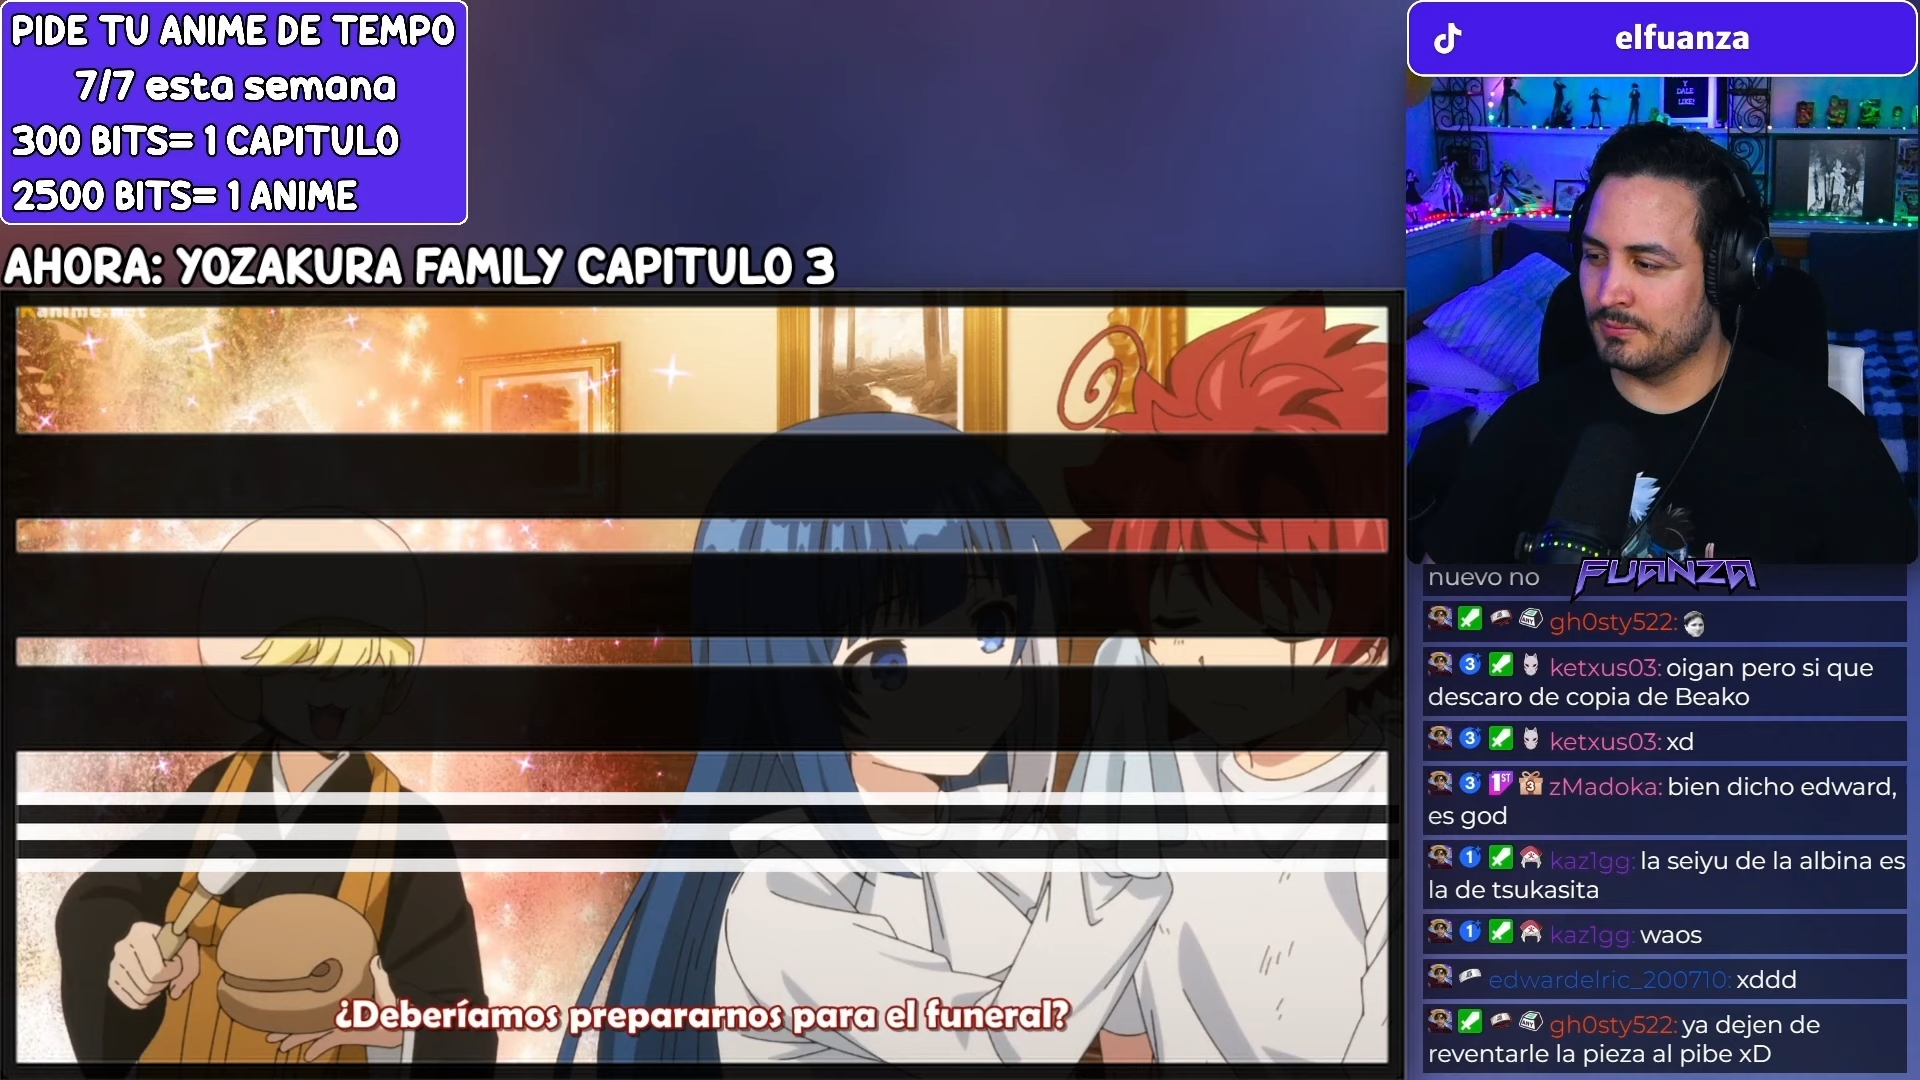 PIDE TU ANIME DE TEMPO
7/7 esta semana
300 BITS= 1 CAPITULO
2500 BITS= 1 ANIME
AHORA: YOZAKURA FAMILY CAPITULO 3
¿Deberíamos prepararnos para el funeral?
elfuanza
Y
DALE
LIKE!
FUANZA
nuevo no
gh0sty522:
ketxus03: oigan pero si que
descaro de copia de Beako
ketxus03: xd
zMadoka: bien dicho edward,
es god
kaz1gg: la seiyu de la albina es
la de tsukasita
kaz1gg: waos
edwardelric_200710: xddd
gh0sty522: ya dejen de
reventarle la pieza al pibe xD